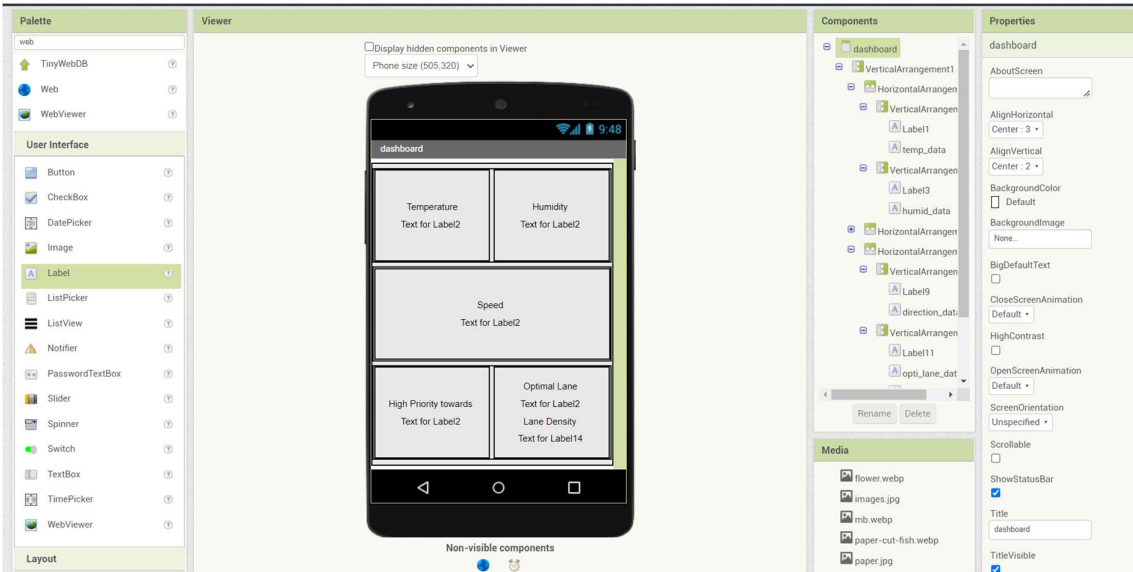 Palette
web
TinyWebDB
Web
WebViewer
User Interface
Button
CheckBox
DatePicker
Image
Label
ListPicker
ListView
Notifier
PasswordTextBox
Slider
Spinner
Switch
TextBox
TimePicker
WebViewer
Layout
Viewer
Display hidden components in Viewer
Phone size (505,320)
9:48
dashboard
Temperature
Text for Label2
Humidity
Text for Label2
Speed
Text for Label2
High Priority towards
Text for Label2
Optimal Lane
Text for Label2
Lane Density
Text for Label14
Non-visible components
Components
dashboard
VerticalArrangement1
HorizontalArrangem
VerticalArrangen
Label1
temp_data
VerticalArrangen
Label3
humid_data
HorizontalArrangem
HorizontalArrangem
VerticalArrangen
Label9
direction_data
VerticalArrangen
Label11
opti_lane_dat
Rename Delete
Media
flower.webp
images.jpg
mb.webp
paper-cut-fish.webp
paper.jpg
Properties
dashboard
AboutScreen
AlignHorizontal
Center : 3
AlignVertical
Center : 2
BackgroundColor
Default
BackgroundImage
None...
BigDefaultText
CloseScreenAnimation
Default
HighContrast
OpenScreenAnimation
Default
ScreenOrientation
Unspecified
Scrollable
ShowStatusBar
Title
dashboard
TitleVisible